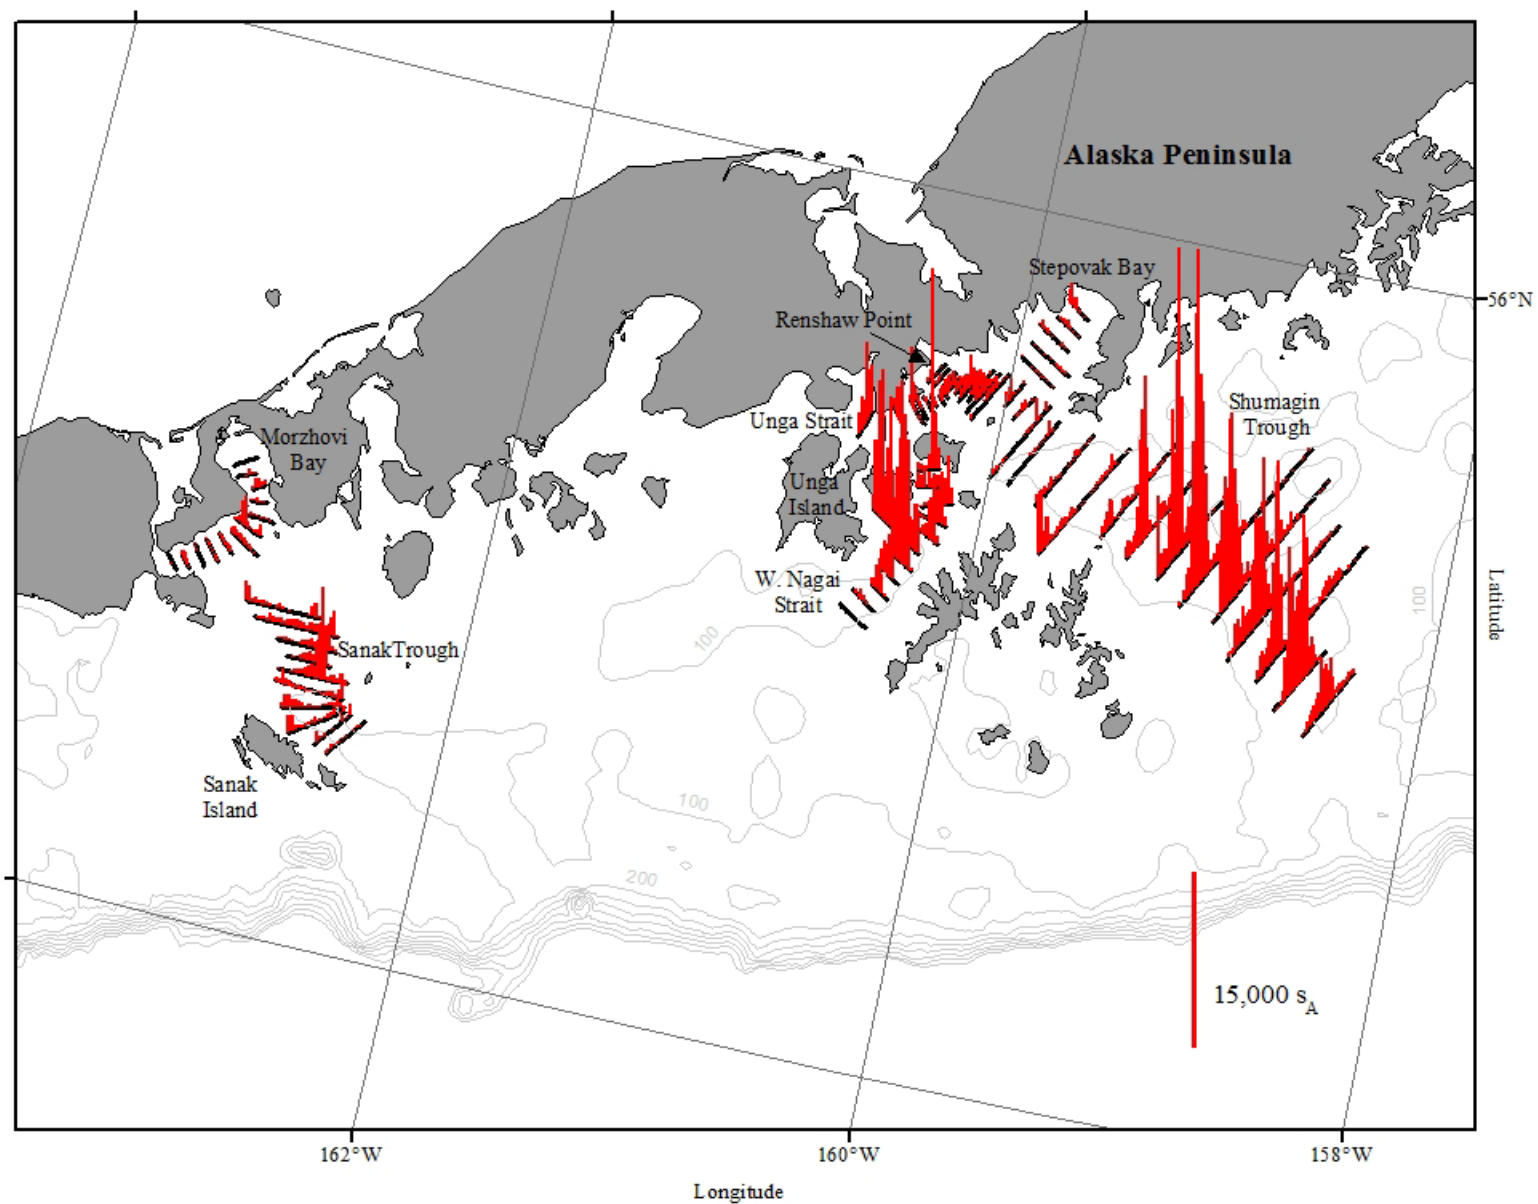 Alaska Peninsula
Stepovak Bay
56°N
Renshaw Point
Unga Strait
Shumagin
Trough
Morzhovi
Bay
Unga
Island
W. Nagai
Strait
100
100
Latitude
SanakTrough
Sanak
Island
100
200
15,000 sA
162°W
160°W
158°W
Longitude